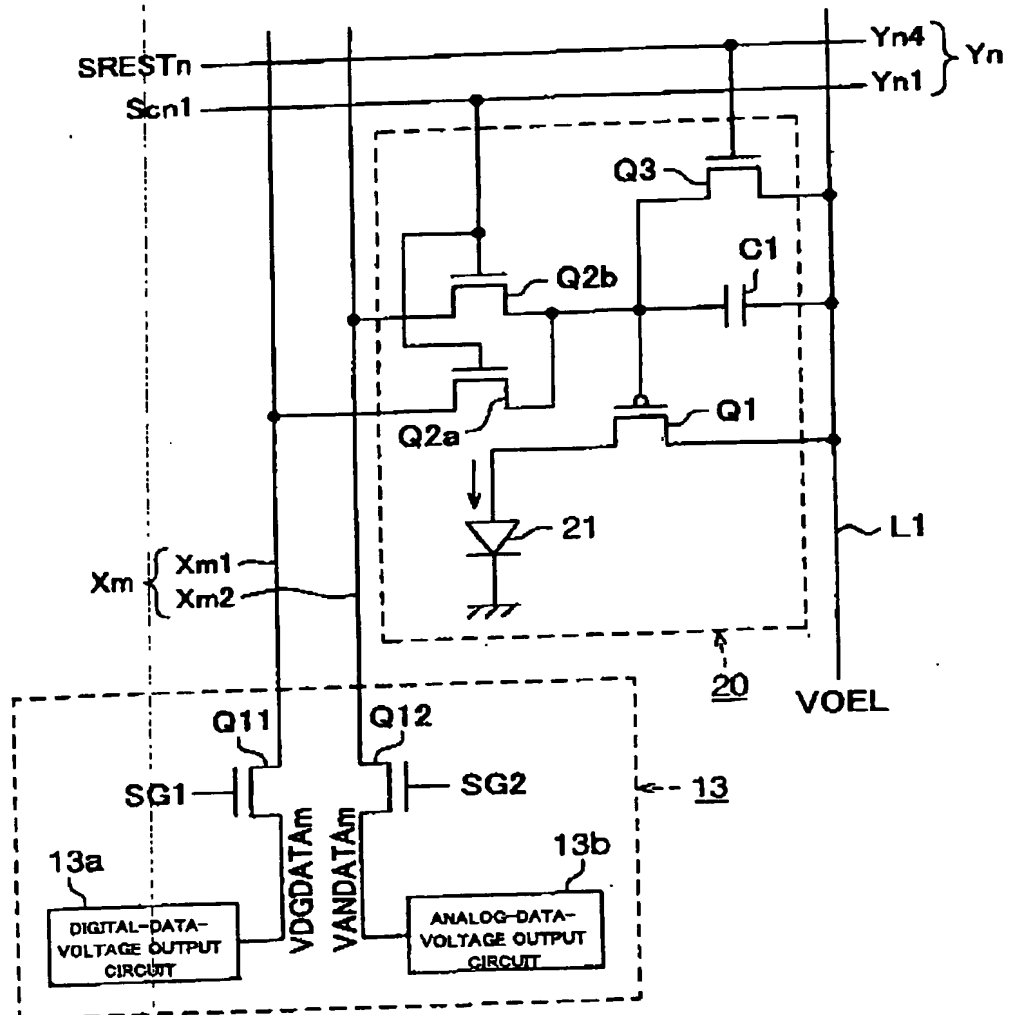 SRESTn
Yn4
Yn
Scn1
Yn1
Q3
C1
Q2b
Q2a
Q1
21
L1
Xm
Xm1
Xm2
20
VOEL
Q11
Q12
SG1
SG2
13
VDGDATAm
VANDATAm
13a
13b
DIGITAL-DATA-
VOLTAGE OUTPUT
CIRCUIT
ANALOG-DATA-
VOLTAGE OUTPUT
CIRCUIT